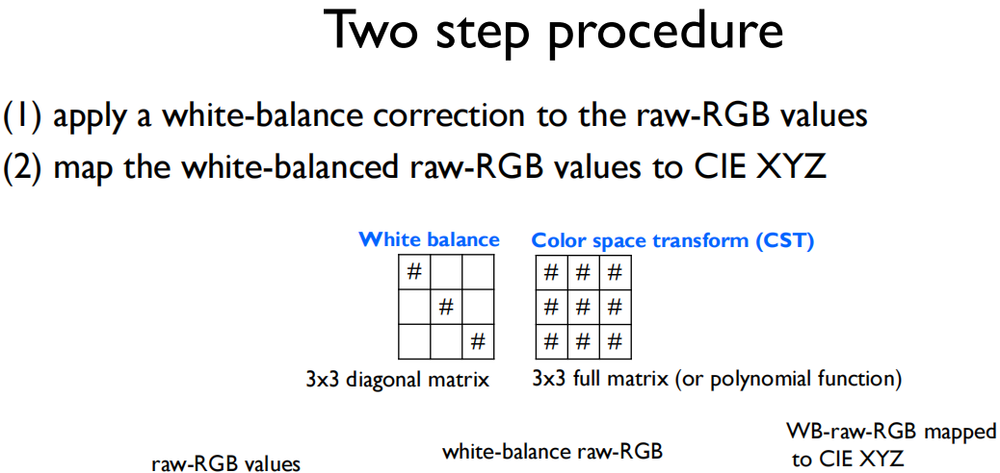 Two step procedure
(1) apply a white-balance correction to the raw-RGB values
(2) map the white-balanced raw-RGB values to CIE XYZ
White balance
Color space transform (CST)
# # # #
# # # #
# # # #
3x3 diagonal matrix
3x3 full matrix (or polynomial function)
raw-RGB values
white-balance raw-RGB
WB-raw-RGB mapped
to CIE XYZ